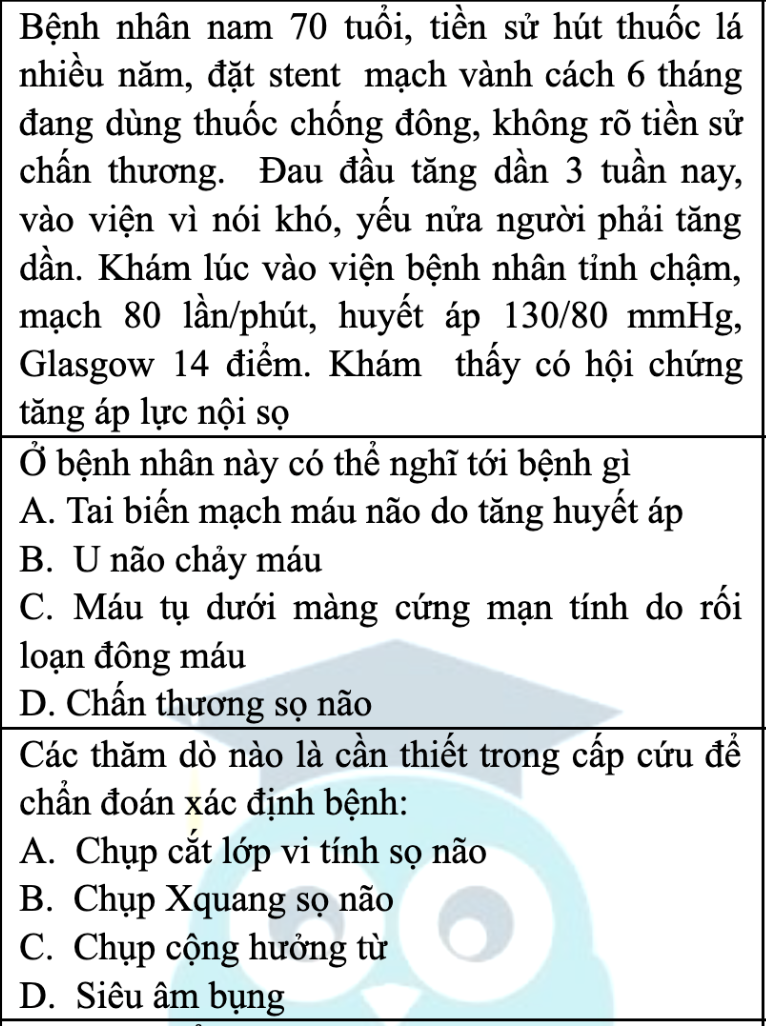 Bệnh nhân nam 70 tuổi, tiền sử hút thuốc lá
nhiều năm, đặt stent mạch vành cách 6 tháng
đang dùng thuốc chống đông, không rõ tiền sử
chấn thương. Đau đầu tăng dần 3 tuần nay,
vào viện vì nói khó, yếu nửa người phải tăng
dần. Khám lúc vào viện bệnh nhân tỉnh chậm,
mạch 80 lần/phút, huyết áp 130/80 mmHg,
Glasgow 14 điểm. Khám thấy có hội chứng
tăng áp lực nội sọ
Ở bệnh nhân này có thể nghĩ tới bệnh gì
A. Tai biến mạch máu não do tăng huyết áp
B. U não chảy máu
C. Máu tụ dưới màng cứng mạn tính do rối
loạn đông máu
D. Chấn thương sọ não
Các thăm dò nào là cần thiết trong cấp cứu để
chẩn đoán xác định bệnh:
A. Chụp cắt lớp vi tính sọ não
B. Chụp Xquang sọ não
C. Chụp cộng hưởng từ
D. Siêu âm bụng